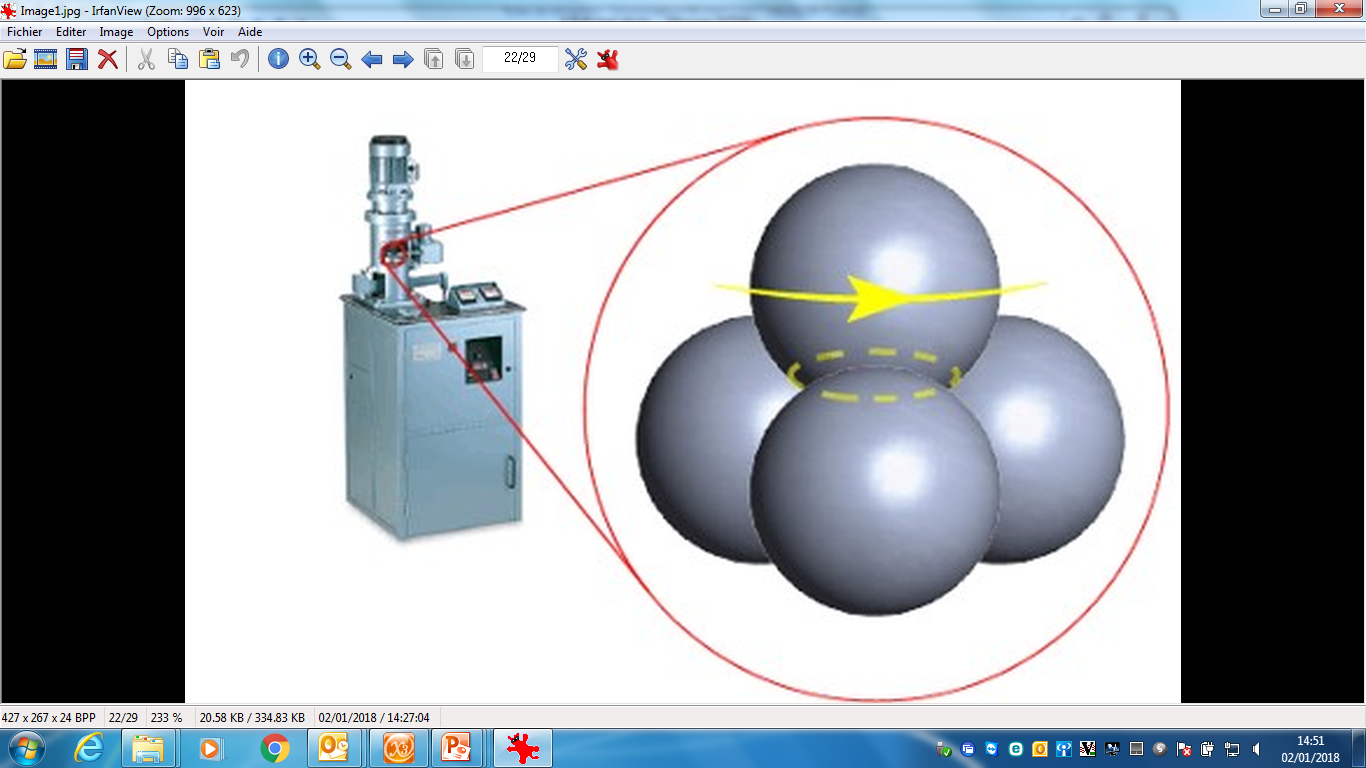 Image1.jpg - IrfanView (Zoom: 996 x 623)
Fichier Editer Image Options Voir Aide
22/29
427 x 267 x 24 BPP 22/29 233 % 20.58 KB / 334.83 KB 02/01/2018 / 14:27:04
14:51
02/01/2018